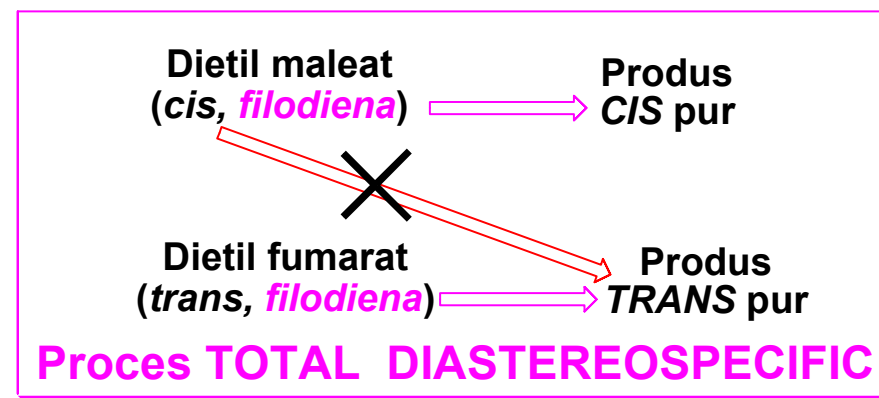 Dietil maleat
(cis, filodiena)
Produs
CIS pur
Dietil fumarat
(trans, filodiena)
Produs
TRANS pur
Proces TOTAL DIASTEREOSPECIFIC